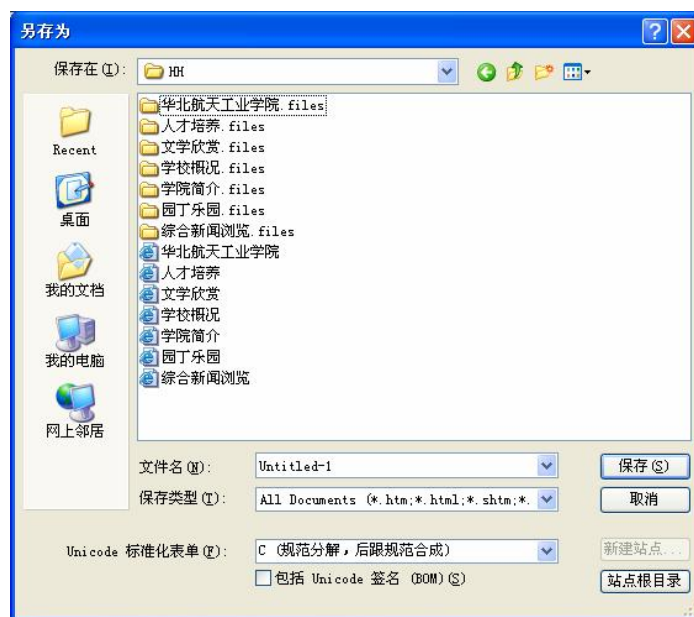 另存为
保存在(I):
HH
Recent
桌面
我的文档
我的电脑
网上邻居
华北航天工业学院.files
人才培养.files
文学欣赏.files
学校概况.files
学院简介.files
园丁乐园.files
综合新闻浏览.files
华北航天工业学院
人才培养
文学欣赏
学校概况
学院简介
园丁乐园
综合新闻浏览
文件名(N):
Untitled-1
保存(S)
保存类型(T):
All Documents (*.htm;*.html;*.shtm;*.
取消
Unicode 标准化表单(F):
C (规范分解,后跟规范合成)
新建站点...
包括 Unicode 签名 (BOM)(S)
站点根目录